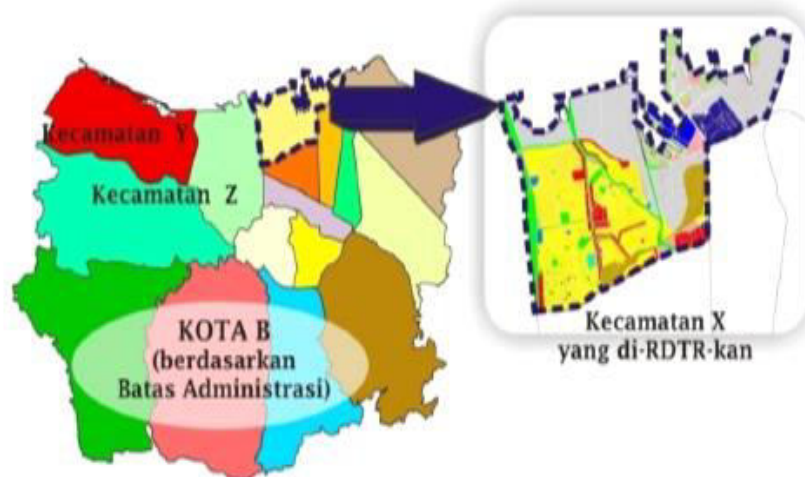 Kecamatan Y
Kecamatan Z
KOTA B
(berdasarkan
Batas Administrasi)
Kecamatan X
yang di-RDTR-kan